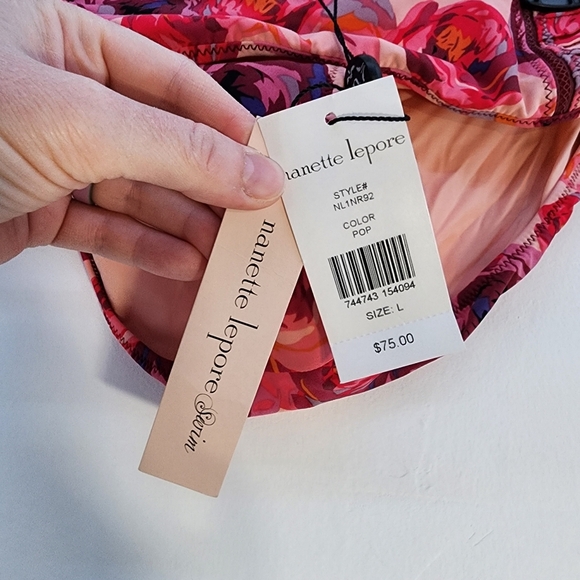 nanette lepore
STYLE#
NL1NR92
COLOR
POP
744743 154094
SIZE: L
$75.00
nanette lepore Swim